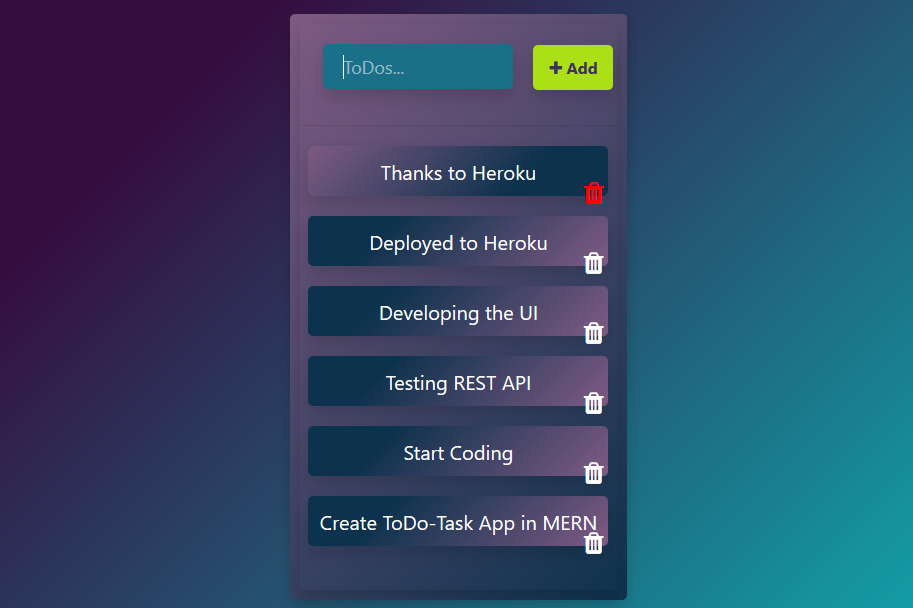 ToDos...
+ Add
Thanks to Heroku
Deployed to Heroku
Developing the UI
Testing REST API
Start Coding
Create ToDo-Task App in MERN